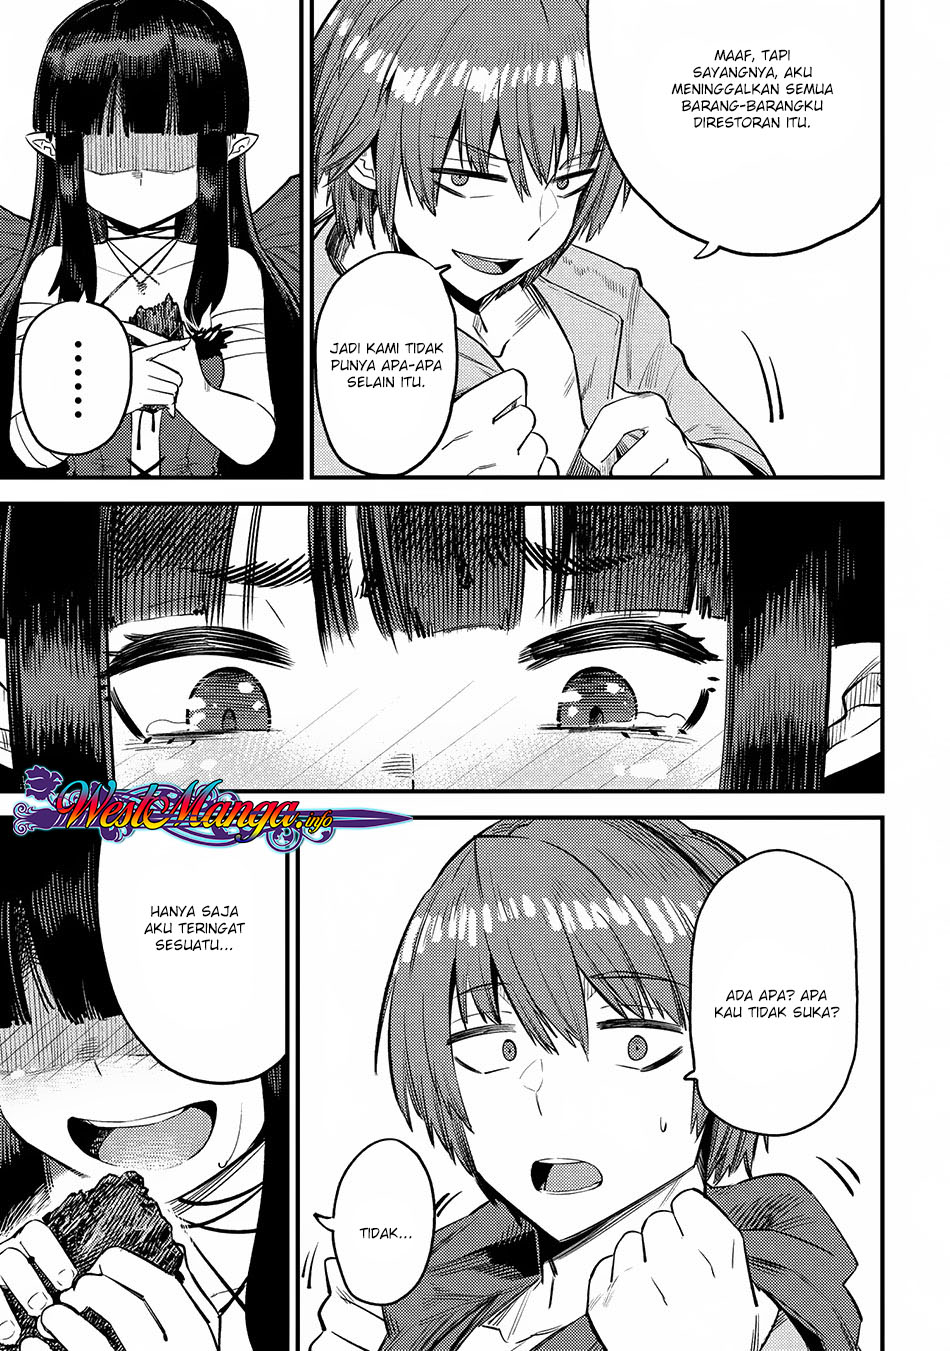 MAAF, TAPI
SAYANGNYA, AKU
MENINGGALKAN SEMUA
BARANG-BARANGKU
DIRESTORAN ITU.
JADI KAMI TIDAK
PUNYA APA-APA
SELAIN ITU.
......
WestManga.info
ADA APA? APA
KAU TIDAK SUKA?
TIDAK...
HANYA SAJA
AKU TERINGAT
SESUATU...